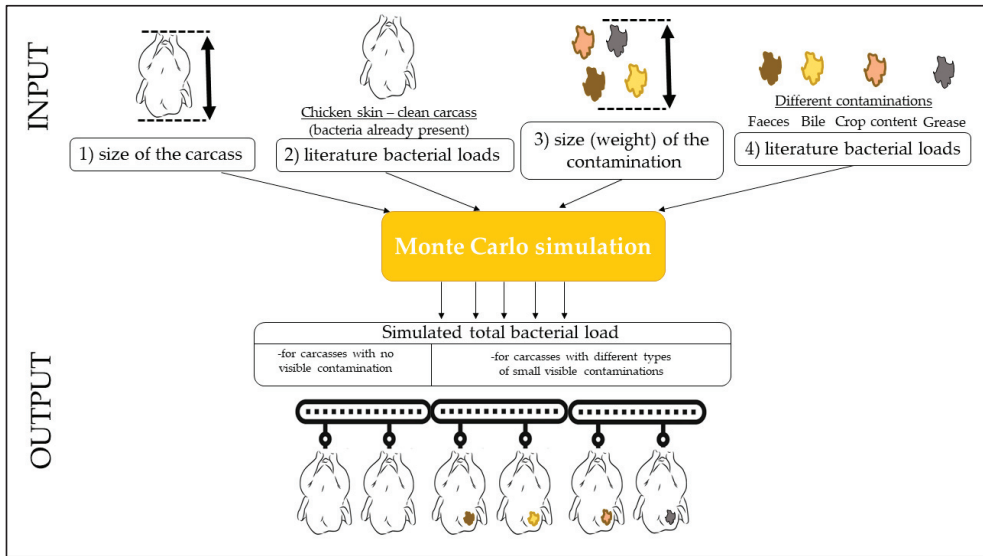 INPUT
Chicken skin – clean carcass
(bacteria already present)
Different contaminations
Faeces Bile Crop content Grease
1) size of the carcass
2) literature bacterial loads
3) size (weight) of the
contamination
4) literature bacterial loads
Monte Carlo simulation
OUTPUT
Simulated total bacterial load
-for carcasses with no
visible contamination
-for carcasses with different types
of small visible contaminations